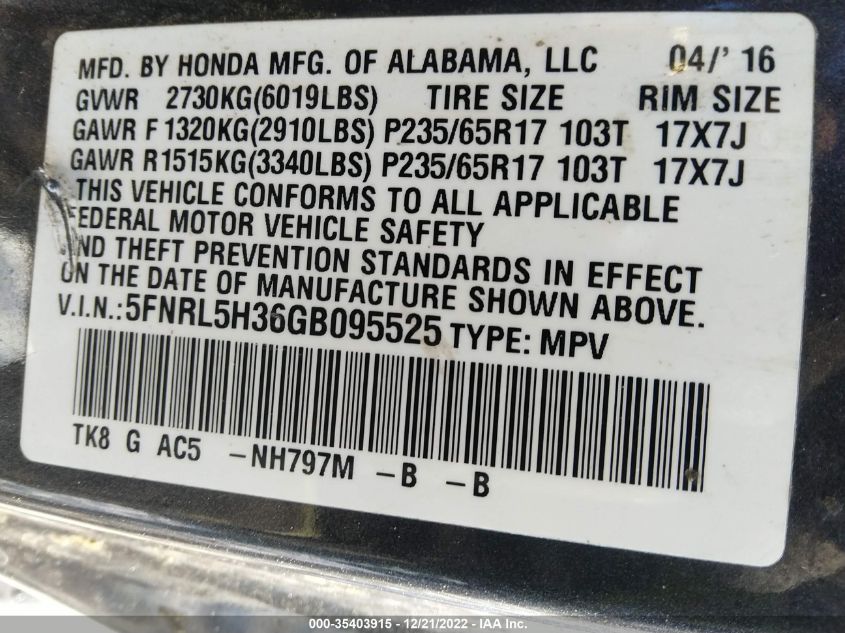 MFD. BY HONDA MFG. OF ALABAMA, LLC 04/' 16
GVWR 2730KG(6019LBS) TIRE SIZE RIM SIZE
GAWR F 1320KG(2910LBS) P235/65R17 103T 17X7J
GAWR R1515KG(3340LBS) P235/65R17 103T 17X7J
THIS VEHICLE CONFORMS TO ALL APPLICABLE
FEDERAL MOTOR VEHICLE SAFETY
AND THEFT PREVENTION STANDARDS IN EFFECT
ON THE DATE OF MANUFACTURE SHOWN ABOVE.
V.I.N.:5FNRL5H36GB095525 TYPE: MPV
TK8 G AC5 -NH797M -B -B
000-35403915 - 12/21/2022 - IAA Inc.